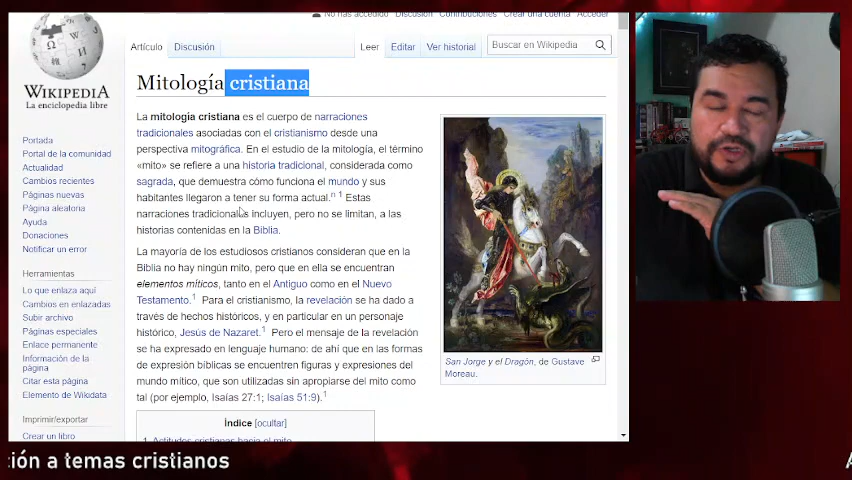 No has accedido Discusión Contribuciones Crear una cuenta Acceder
WIKIPEDIA
La enciclopedia libre
Artículo Discusión Leer Editar Ver historial Buscar en Wikipedia
Mitología cristiana
La mitología cristiana es el cuerpo de narraciones
tradicionales asociadas con el cristianismo desde una
perspectiva mitográfica. En el estudio de la mitología, el término
«mito» se refiere a una historia tradicional, considerada como
sagrada, que demuestra cómo funciona el mundo y sus
habitantes llegaron a tener su forma actual.n 1 Estas
narraciones tradicionales incluyen, pero no se limitan, a las
historias contenidas en la Biblia.
La mayoría de los estudiosos cristianos consideran que en la
Biblia no hay ningún mito, pero que en ella se encuentran
elementos míticos, tanto en el Antiguo como en el Nuevo
Testamento.1 Para el cristianismo, la revelación se ha dado a
través de hechos históricos, y en particular en un personaje
histórico, Jesús de Nazaret.1 Pero el mensaje de la revelación
se ha expresado en lenguaje humano: de ahí que en las formas
de expresión bíblicas se encuentren figuras y expresiones del
mundo mítico, que son utilizadas sin apropiarse del mito como
tal (por ejemplo, Isaías 27:1; Isaías 51:9).1
Índice [ocultar]
1 Actitudes cristianas hacia el mito
San Jorge y el Dragón, de Gustave
Moreau.
Portada
Portal de la comunidad
Actualidad
Cambios recientes
Páginas nuevas
Página aleatoria
Ayuda
Donaciones
Notificar un error
Herramientas
Lo que enlaza aquí
Cambios en enlazadas
Subir archivo
Páginas especiales
Enlace permanente
Información de la
página
Citar esta página
Elemento de Wikidata
Imprimir/exportar
Crear un libro
ión a temas cristianos